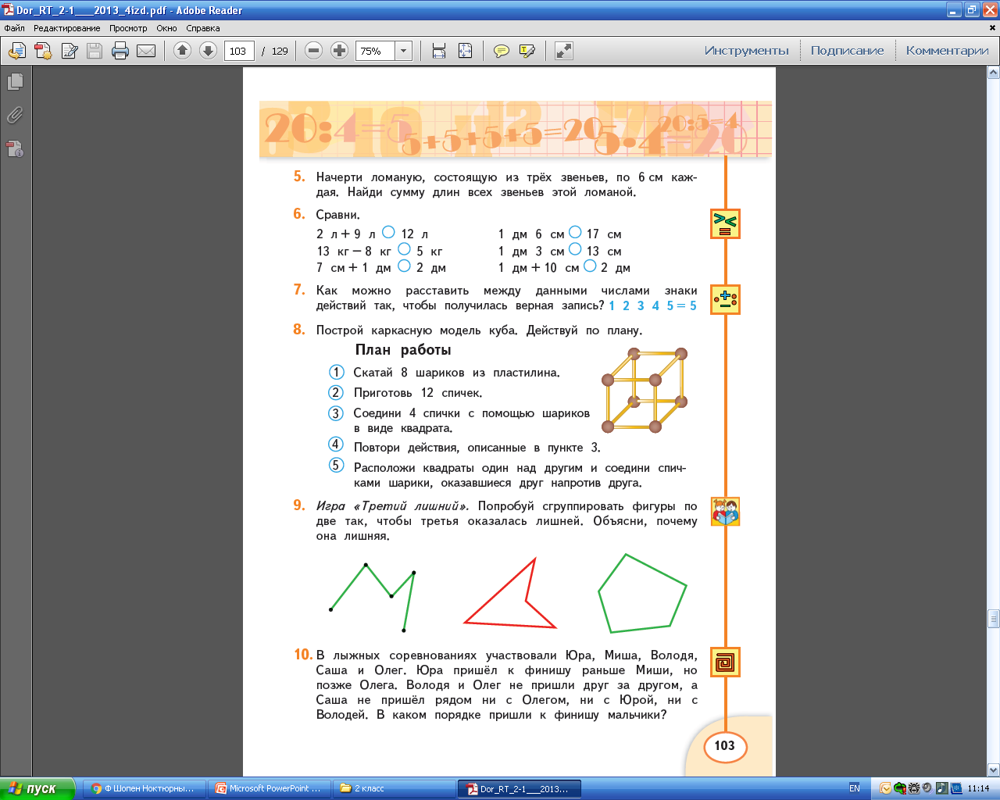 Dor_RT_2-1___2013_4izd.pdf - Adobe Reader
Файл Редактирование Просмотр Окно Справка
103 / 129 75% Инструменты Подписание Комментарии
20:4=5 5+5+5+5=20 5·4=20 20:5=4
5. Начерти ломаную, состоящую из трёх звеньев, по 6 см каж-
дая. Найди сумму длин всех звеньев этой ломаной.
6. Сравни.
2 л + 9 л 12 л 1 дм 6 см 17 см
13 кг − 8 кг 5 кг 1 дм 3 см 13 см
7 см + 1 дм 2 дм 1 дм + 10 см 2 дм
7. Как можно расставить между данными числами знаки
действий так, чтобы получилась верная запись? 1 2 3 4 5 = 5
8. Построй каркасную модель куба. Действуй по плану.
План работы
1 Скатай 8 шариков из пластилина.
2 Приготовь 12 спичек.
3 Соедини 4 спички с помощью шариков
в виде квадрата.
4 Повтори действия, описанные в пункте 3.
5 Расположи квадраты один над другим и соедини спич-
ками шарики, оказавшиеся друг напротив друга.
9. Игра «Третий лишний». Попробуй сгруппировать фигуры по
две так, чтобы третья оказалась лишней. Объясни, почему
она лишняя.
10. В лыжных соревнованиях участвовали Юра, Миша, Володя,
Саша и Олег. Юра пришёл к финишу раньше Миши, но
позже Олега. Володя и Олег не пришли друг за другом, а
Саша не пришёл рядом ни с Олегом, ни с Юрой, ни с
Володей. В каком порядке пришли к финишу мальчики?
103
пуск Ф Шопен Ноктюрны... Microsoft PowerPoint ... 2 класс Dor_RT_2-1___2013... EN 11:14